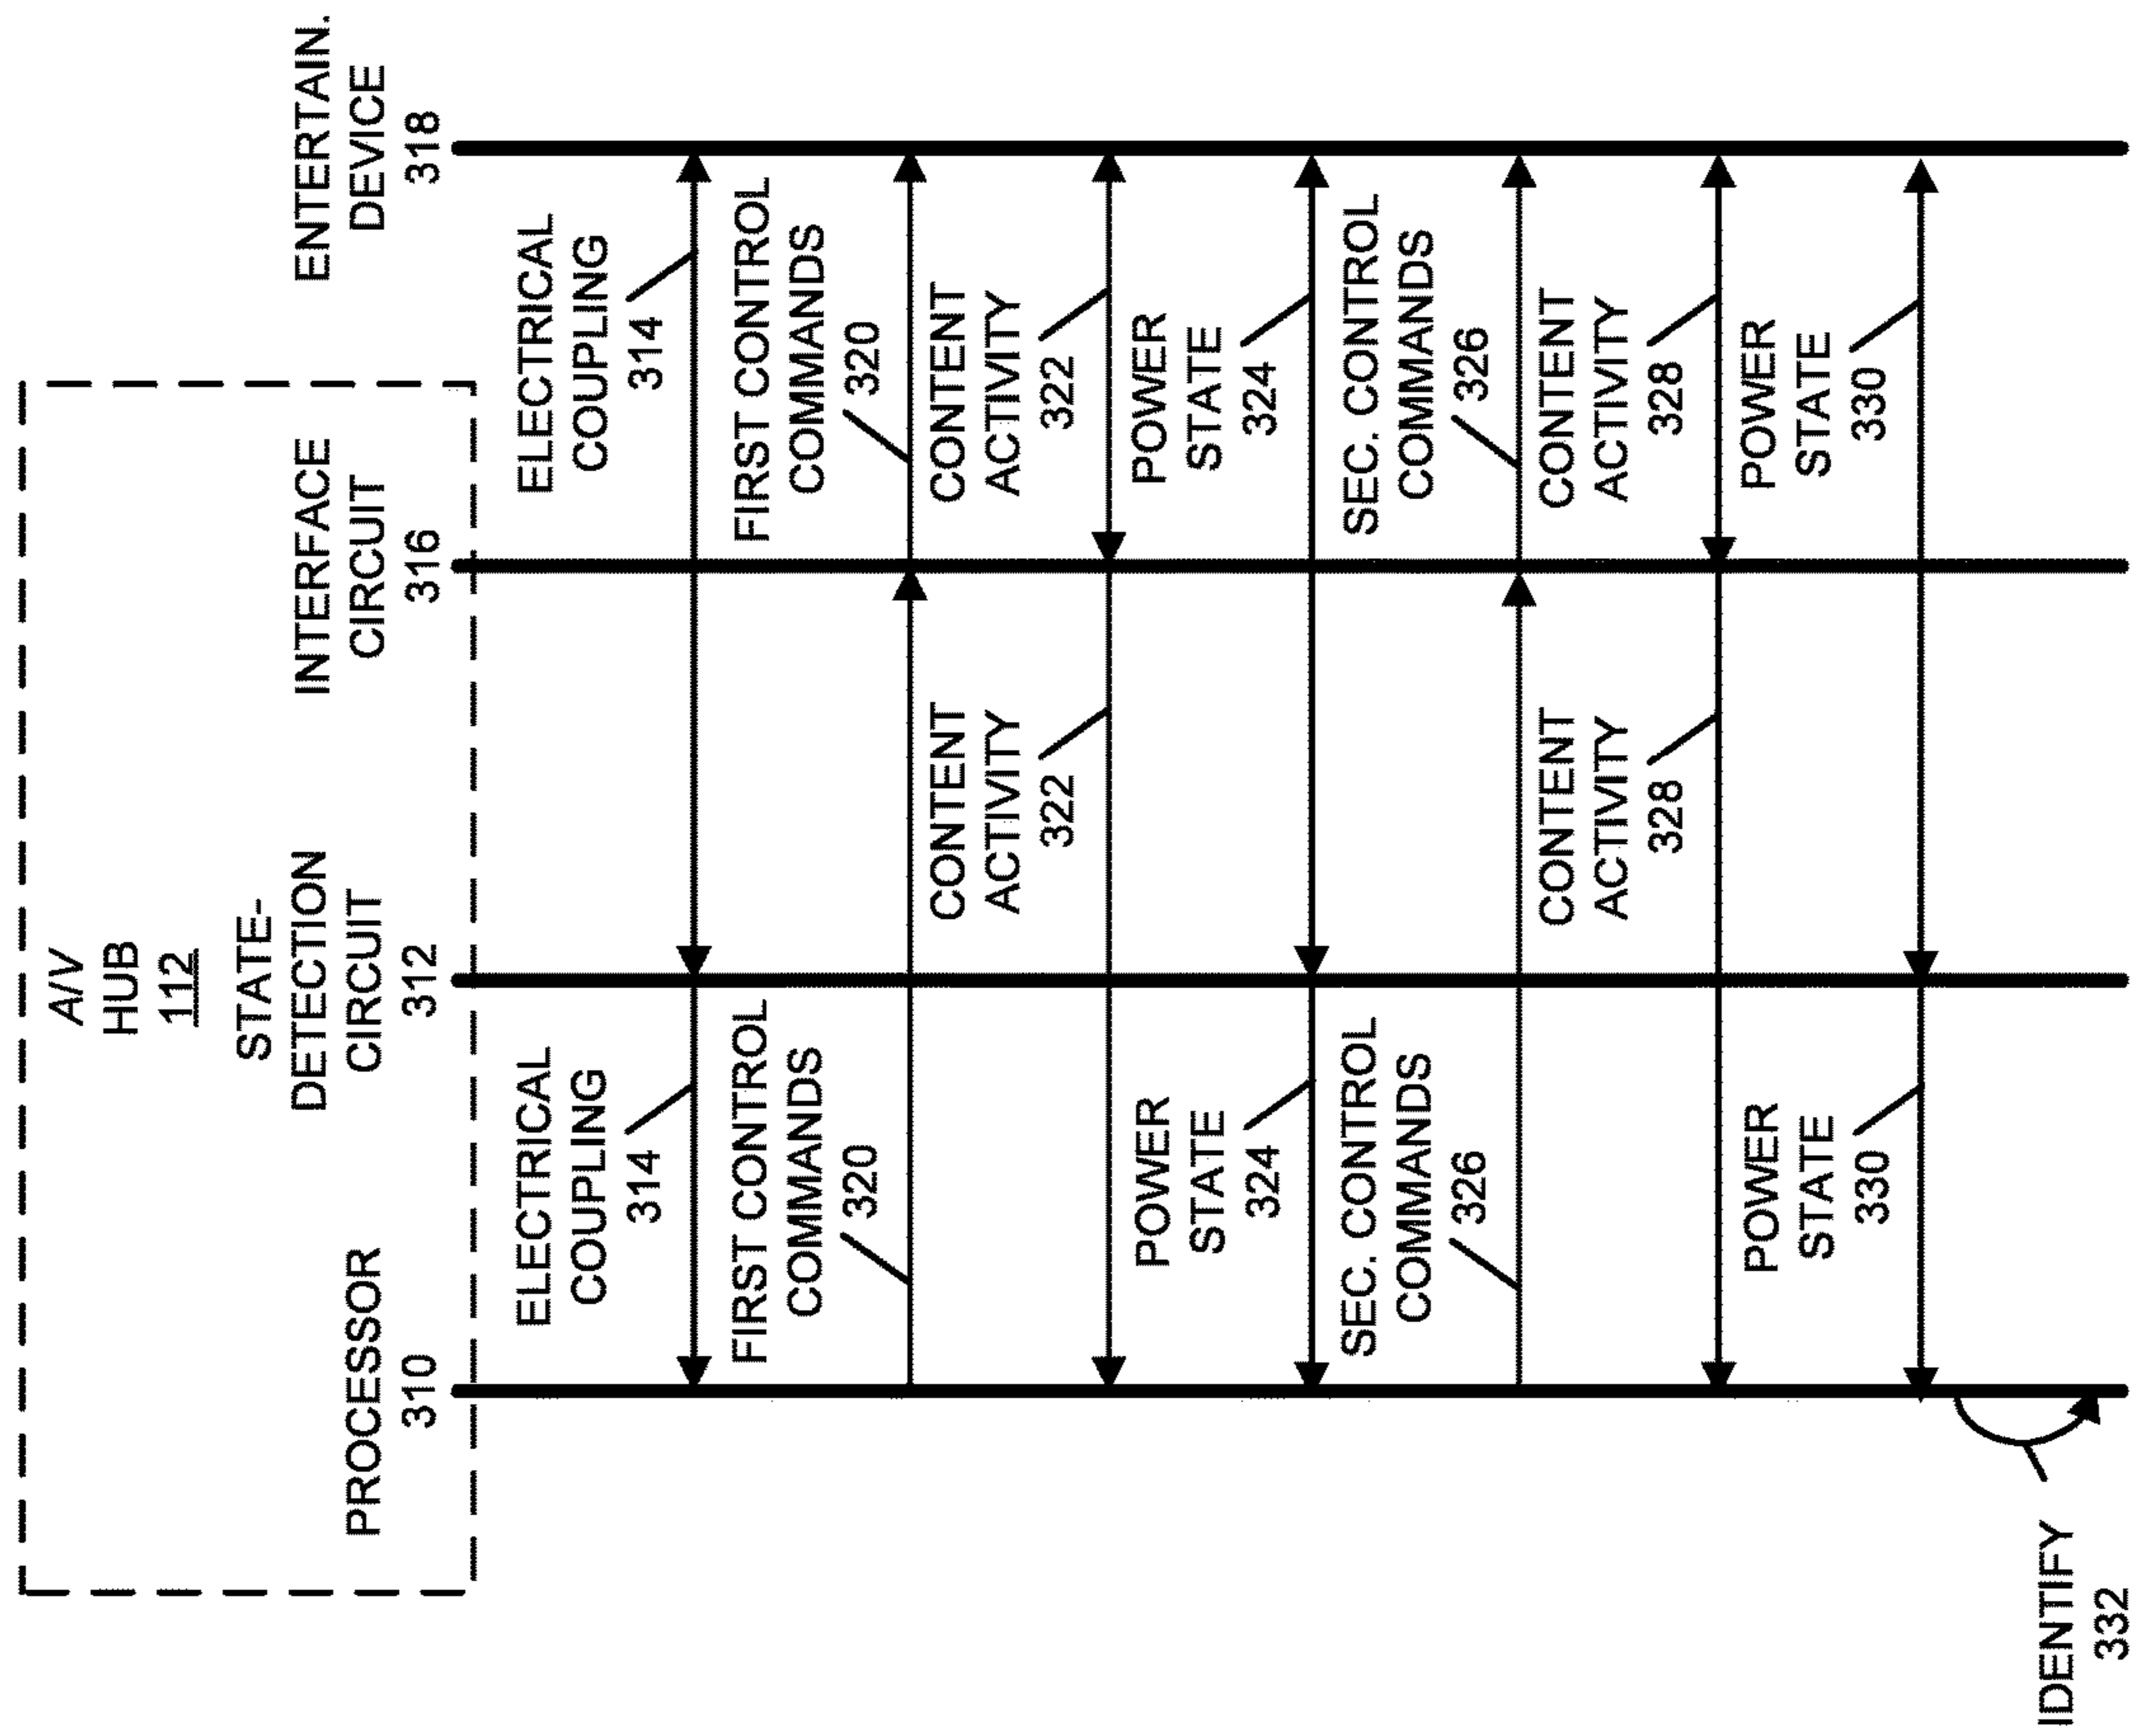 A/V
HUB
112
PROCESSOR
310
STATE-
DETECTION
CIRCUIT
312
INTERFACE
CIRCUIT
316
ENTERTAIN.
DEVICE
318
ELECTRICAL
COUPLING
314
ELECTRICAL
COUPLING
314
FIRST CONTROL
COMMANDS
320
FIRST CONTROL
COMMANDS
320
CONTENT
ACTIVITY
322
CONTENT
ACTIVITY
322
POWER
STATE
324
POWER
STATE
324
SEC. CONTROL
COMMANDS
326
SEC. CONTROL
COMMANDS
326
CONTENT
ACTIVITY
328
CONTENT
ACTIVITY
328
POWER
STATE
330
POWER
STATE
330
IDENTIFY
332